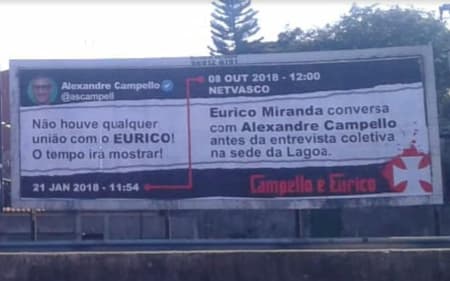 Alexandre Campello
@ascampell
Não houve qualquer
união com o EURICO!
O tempo irá mostrar!
21 JAN 2018 - 11:54
08 OUT 2018 - 12:00
NETVASCO
Eurico Miranda conversa
com Alexandre Campello
antes da entrevista coletiva
na sede da Lagoa.
Campello e Eurico